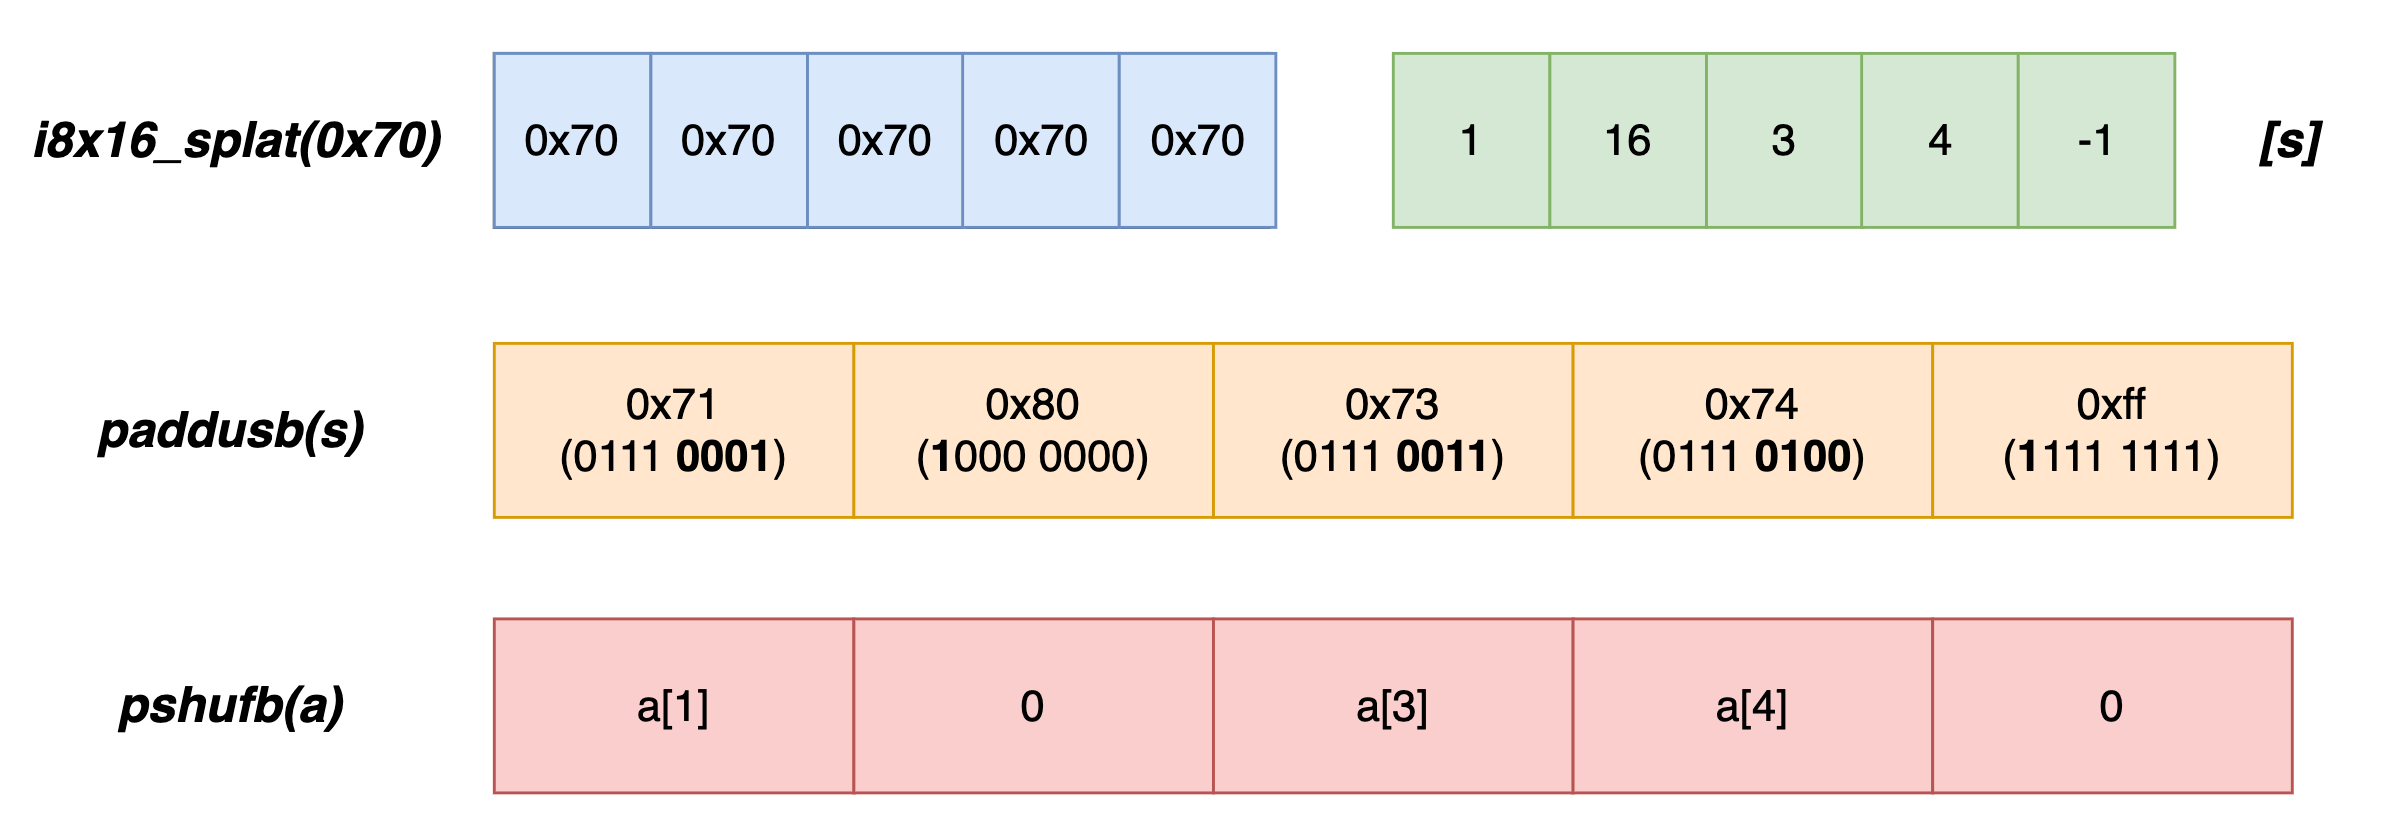 i8x16_splat(0x70) 0x70 0x70 0x70 0x70 0x70 1 16 3 4 -1 [s]
paddusb(s)
0x71 0x80 0x73 0x74 0xff
(0111 0001) (1000 0000) (0111 0011) (0111 0100) (1111 1111)
pshufb(a) a[1] 0 a[3] a[4] 0